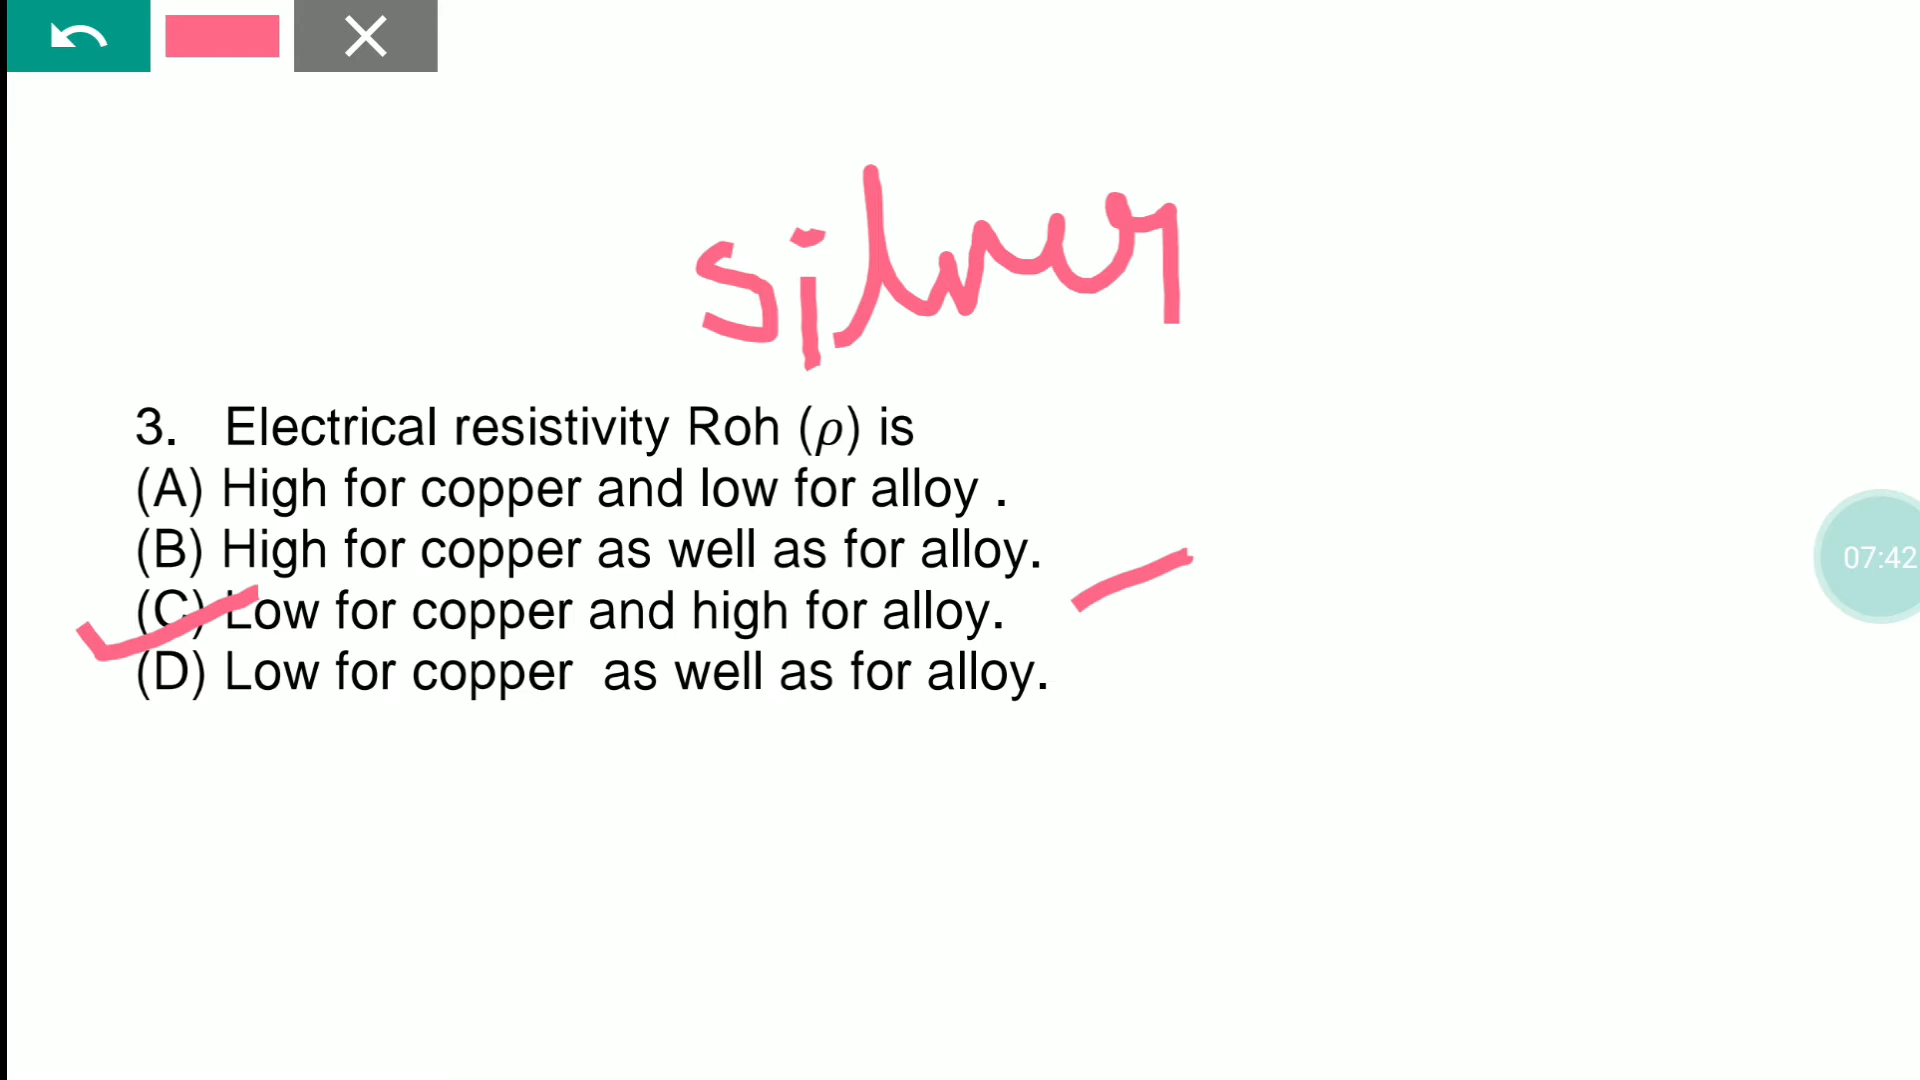 silver
3. Electrical resistivity Roh (ρ) is
(A) High for copper and low for alloy .
(B) High for copper as well as for alloy.
(C) Low for copper and high for alloy.
(D) Low for copper as well as for alloy.
07:42